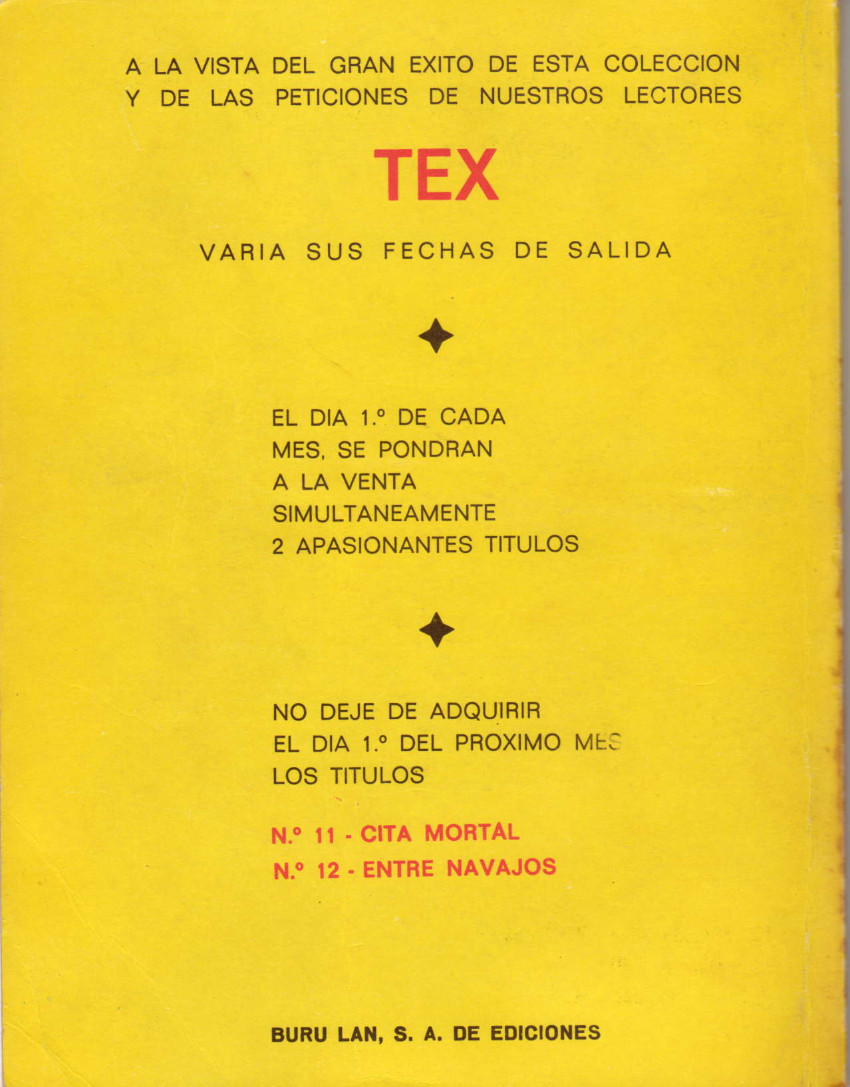 A LA VISTA DEL GRAN EXITO DE ESTA COLECCION
Y DE LAS PETICIONES DE NUESTROS LECTORES
TEX
VARIA SUS FECHAS DE SALIDA
EL DIA 1.º DE CADA
MES, SE PONDRAN
A LA VENTA
SIMULTANEAMENTE
2 APASIONANTES TITULOS
NO DEJE DE ADQUIRIR
EL DIA 1.º DEL PROXIMO MES
LOS TITULOS
N.º 11 - CITA MORTAL
N.º 12 - ENTRE NAVAJOS
BURU LAN, S. A. DE EDICIONES